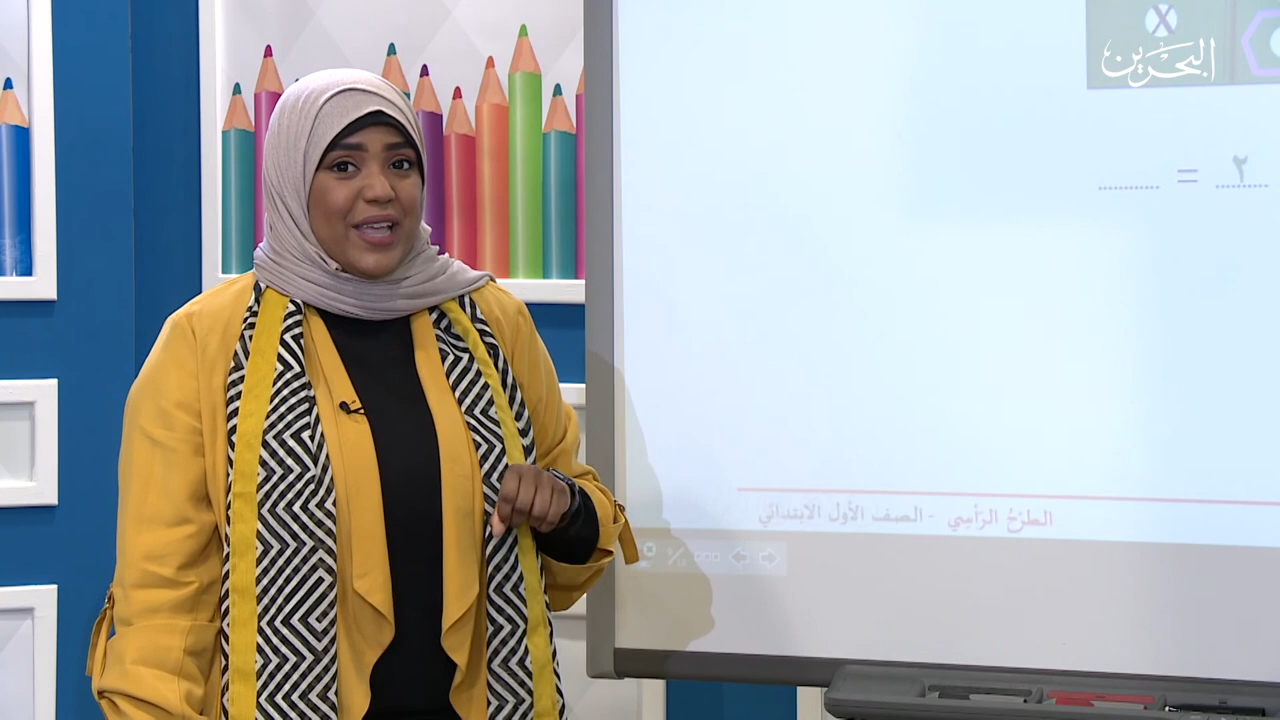 البحرين
٢ = ............
الطرح الرأسي - الصف الأول الابتدائي